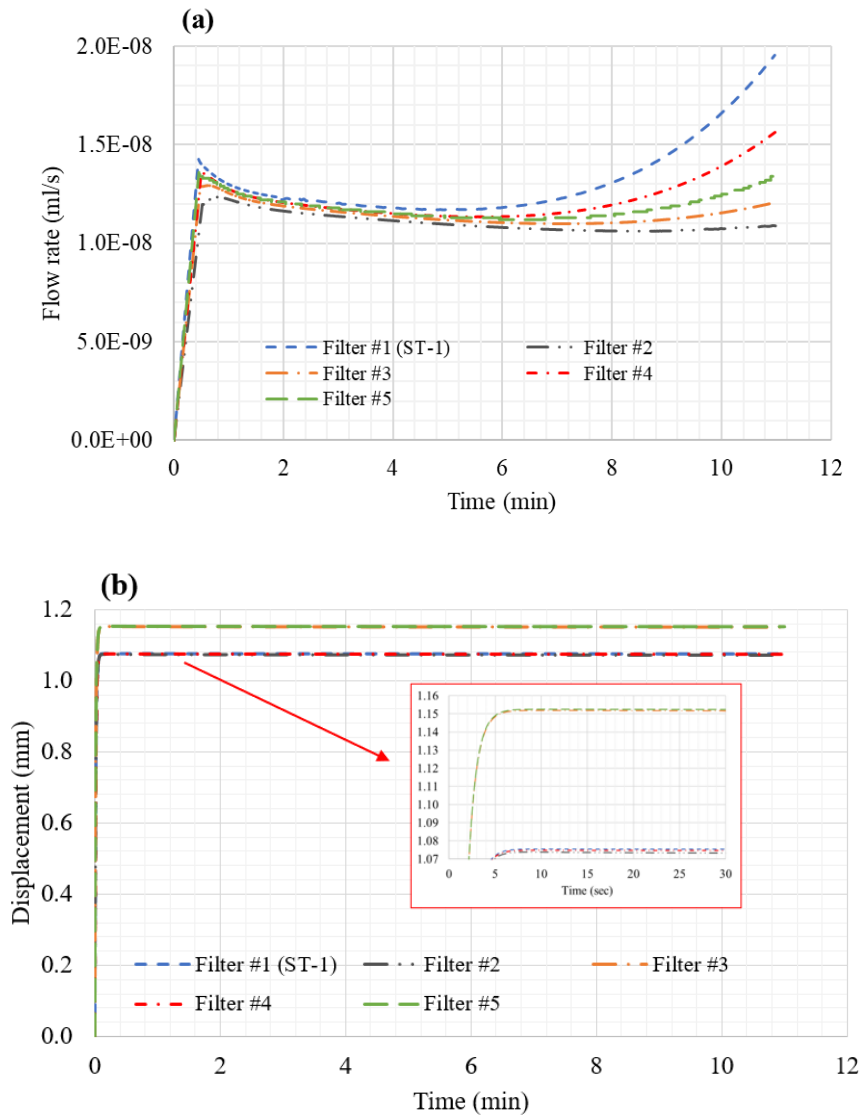 (a)
2.0E-08
1.5E-08
1.0E-08
5.0E-09
0.0E+00
Flow rate (ml/s)
Filter #1 (ST-1) Filter #2
Filter #3 Filter #4
Filter #5
0 2 4 6 8 10 12
Time (min)
(b)
1.2
1.0
0.8
0.6
0.4
0.2
0.0
Displacement (mm)
1.16
1.15
1.14
1.13
1.12
1.11
1.10
1.09
1.08
1.07
0 5 10 15 20 25 30
Time (sec)
Filter #1 (ST-1) Filter #2 Filter #3
Filter #4 Filter #5
0 2 4 6 8 10 12
Time (min)